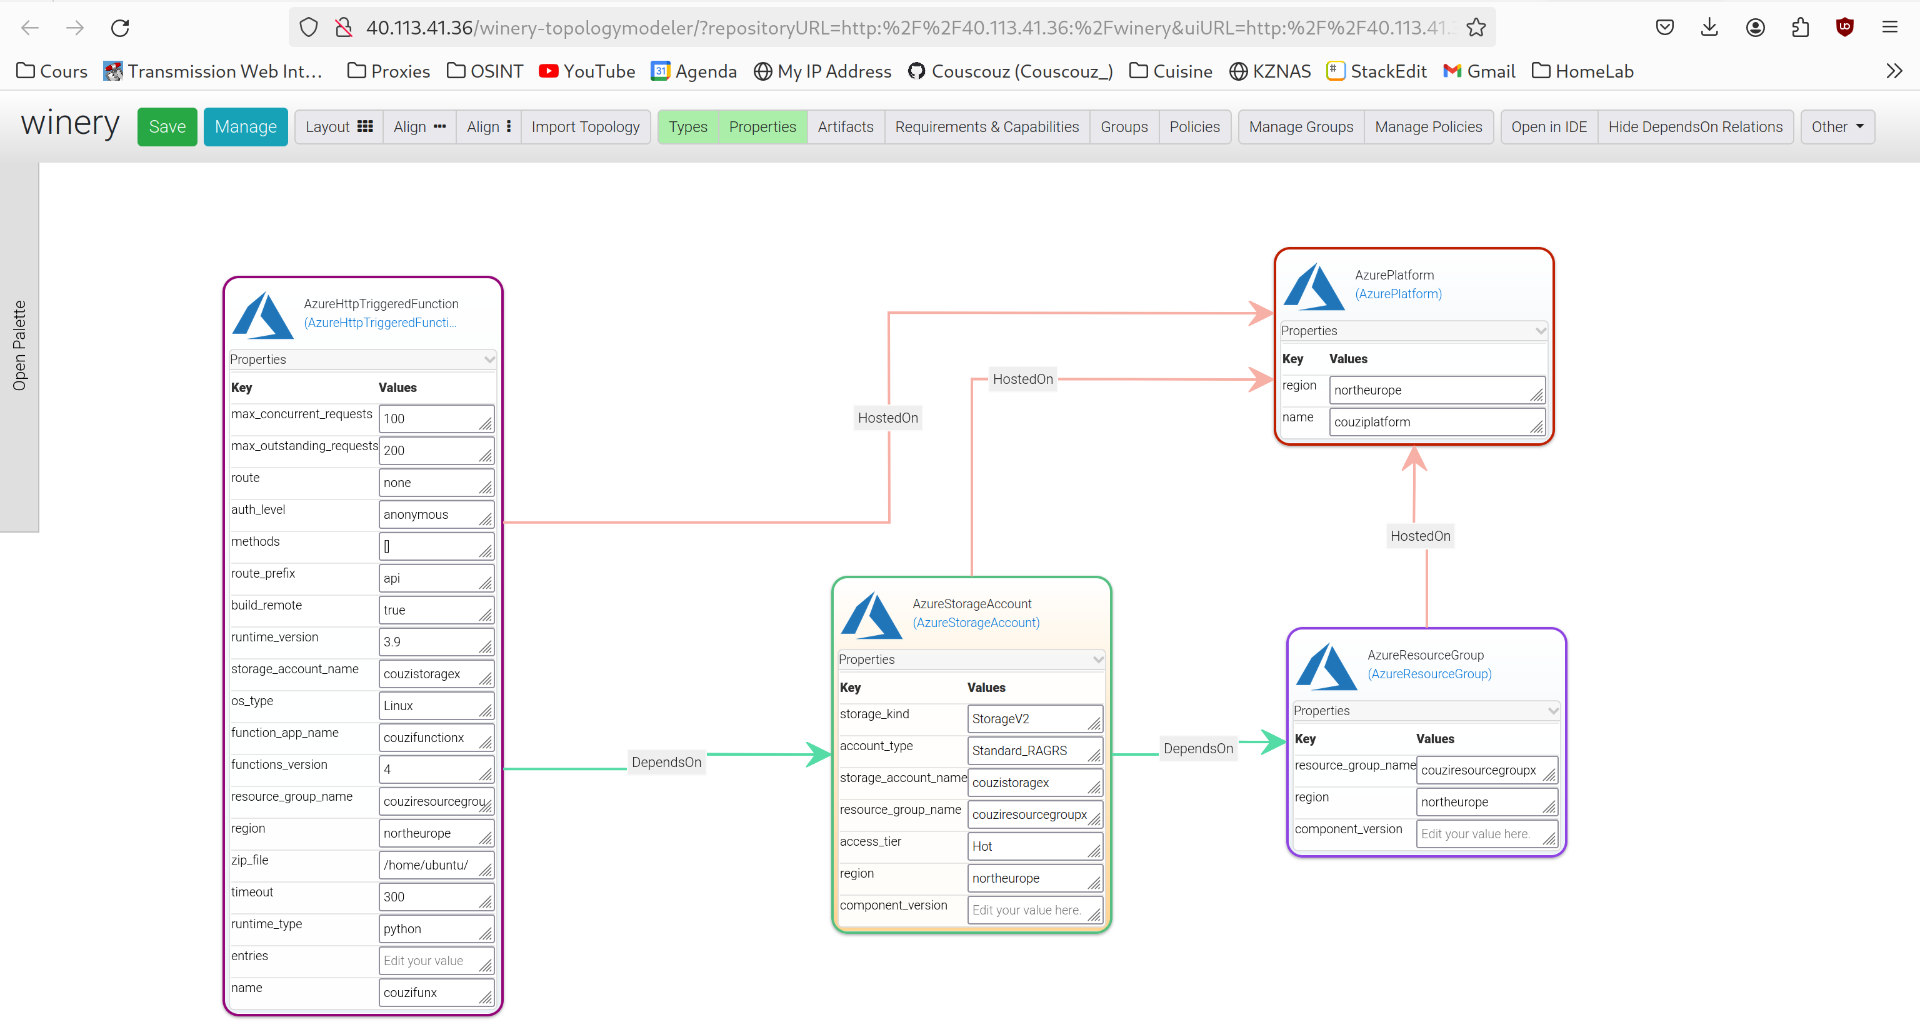 40.113.41.36/winery-topologymodeler/?repositoryURL=http:%2F%2F40.113.41.36:%2Fwinery&uiURL=http:%2F%2F40.113.41.
Cours Transmission Web Int... Proxies OSINT YouTube 31 Agenda My IP Address Couscouz (Couscouz_) Cuisine KZNAS StackEdit Gmail HomeLab
winery Save Manage Layout Align Align Import Topology Types Properties Artifacts Requirements & Capabilities Groups Policies Manage Groups Manage Policies Open in IDE Hide DependsOn Relations Other
Open Palette
AzureHttpTriggeredFunction
(AzureHttpTriggeredFuncti...
Properties
Key Values
max_concurrent_requests 100
max_outstanding_requests 200
route none
auth_level anonymous
methods []
route_prefix api
build_remote true
runtime_version 3.9
storage_account_name couzistoragex
os_type Linux
function_app_name couzifunctionx
functions_version 4
resource_group_name couziresourcegrou
region northeurope
zip_file /home/ubuntu/
timeout 300
runtime_type python
entries Edit your value
name couzifunx
HostedOn
HostedOn
DependsOn
AzureStorageAccount
(AzureStorageAccount)
Properties
Key Values
storage_kind StorageV2
account_type Standard_RAGRS
storage_account_name couzistoragex
resource_group_name couziresourcegroupx
access_tier Hot
region northeurope
component_version Edit your value here.
DependsOn
AzurePlatform
(AzurePlatform)
Properties
Key Values
region northeurope
name couziplatform
HostedOn
AzureResourceGroup
(AzureResourceGroup)
Properties
Key Values
resource_group_name couziresourcegroupx
region northeurope
component_version Edit your value here.